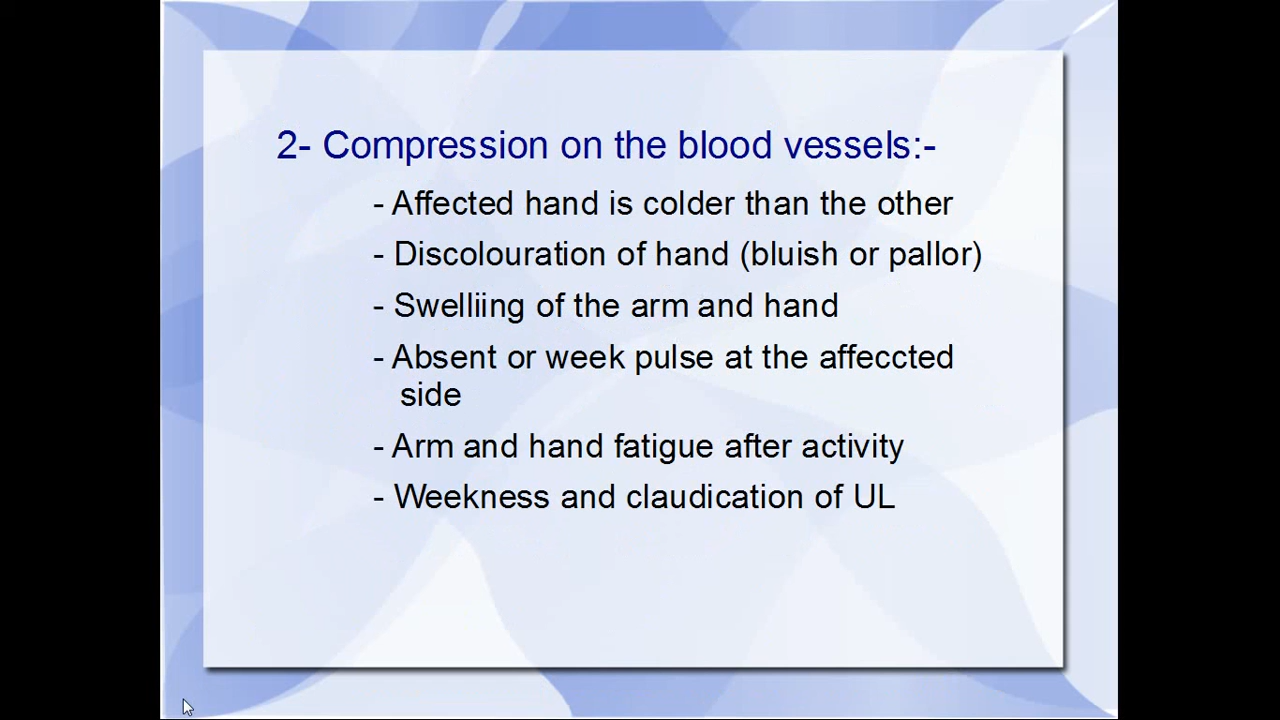 2- Compression on the blood vessels:-
- Affected hand is colder than the other
- Discolouration of hand (bluish or pallor)
- Swelliing of the arm and hand
- Absent or week pulse at the affeccted
side
- Arm and hand fatigue after activity
- Weekness and claudication of UL